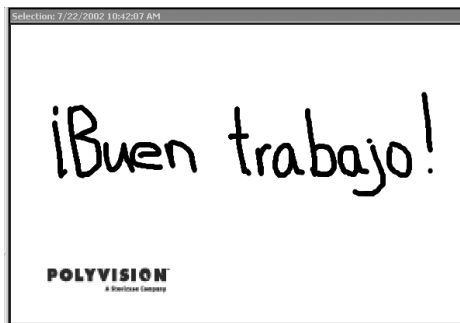 Selection: 7/22/2002 10:42:07 AM
¡Buen trabajo!
POLYVISION
A Steelcase Company